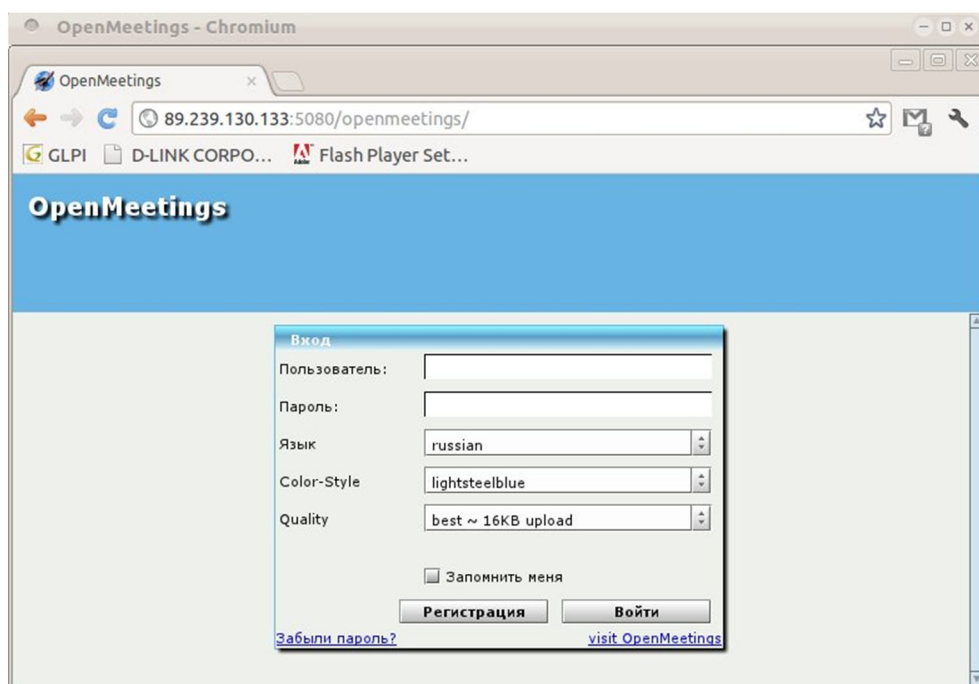 OpenMeetings - Chromium
OpenMeetings
89.239.130.133:5080/openmeetings/
GLPI D-LINK CORPO... Flash Player Set...
OpenMeetings
Вход
Пользователь:
Пароль:
Язык russian
Color-Style lightsteelblue
Quality best ~ 16KB upload
Запомнить меня
Регистрация Войти
Забыли пароль? visit OpenMeetings